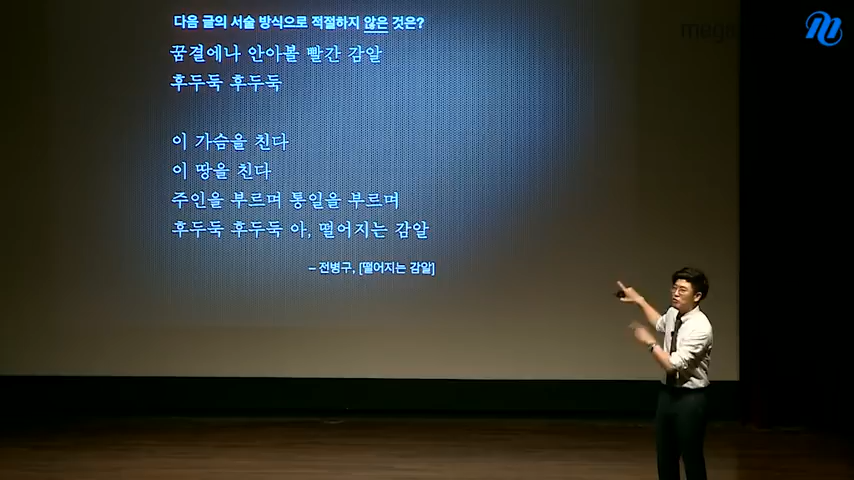 다음 글의 서술 방식으로 적절하지 않은 것은?
꿈결에나 안아볼 빨간 감알
후두둑 후두둑
이 가슴을 친다
이 땅을 친다
주인을 부르며 통일을 부르며
후두둑 후두둑 아, 떨어지는 감알
– 전병구, [떨어지는 감알]
mega